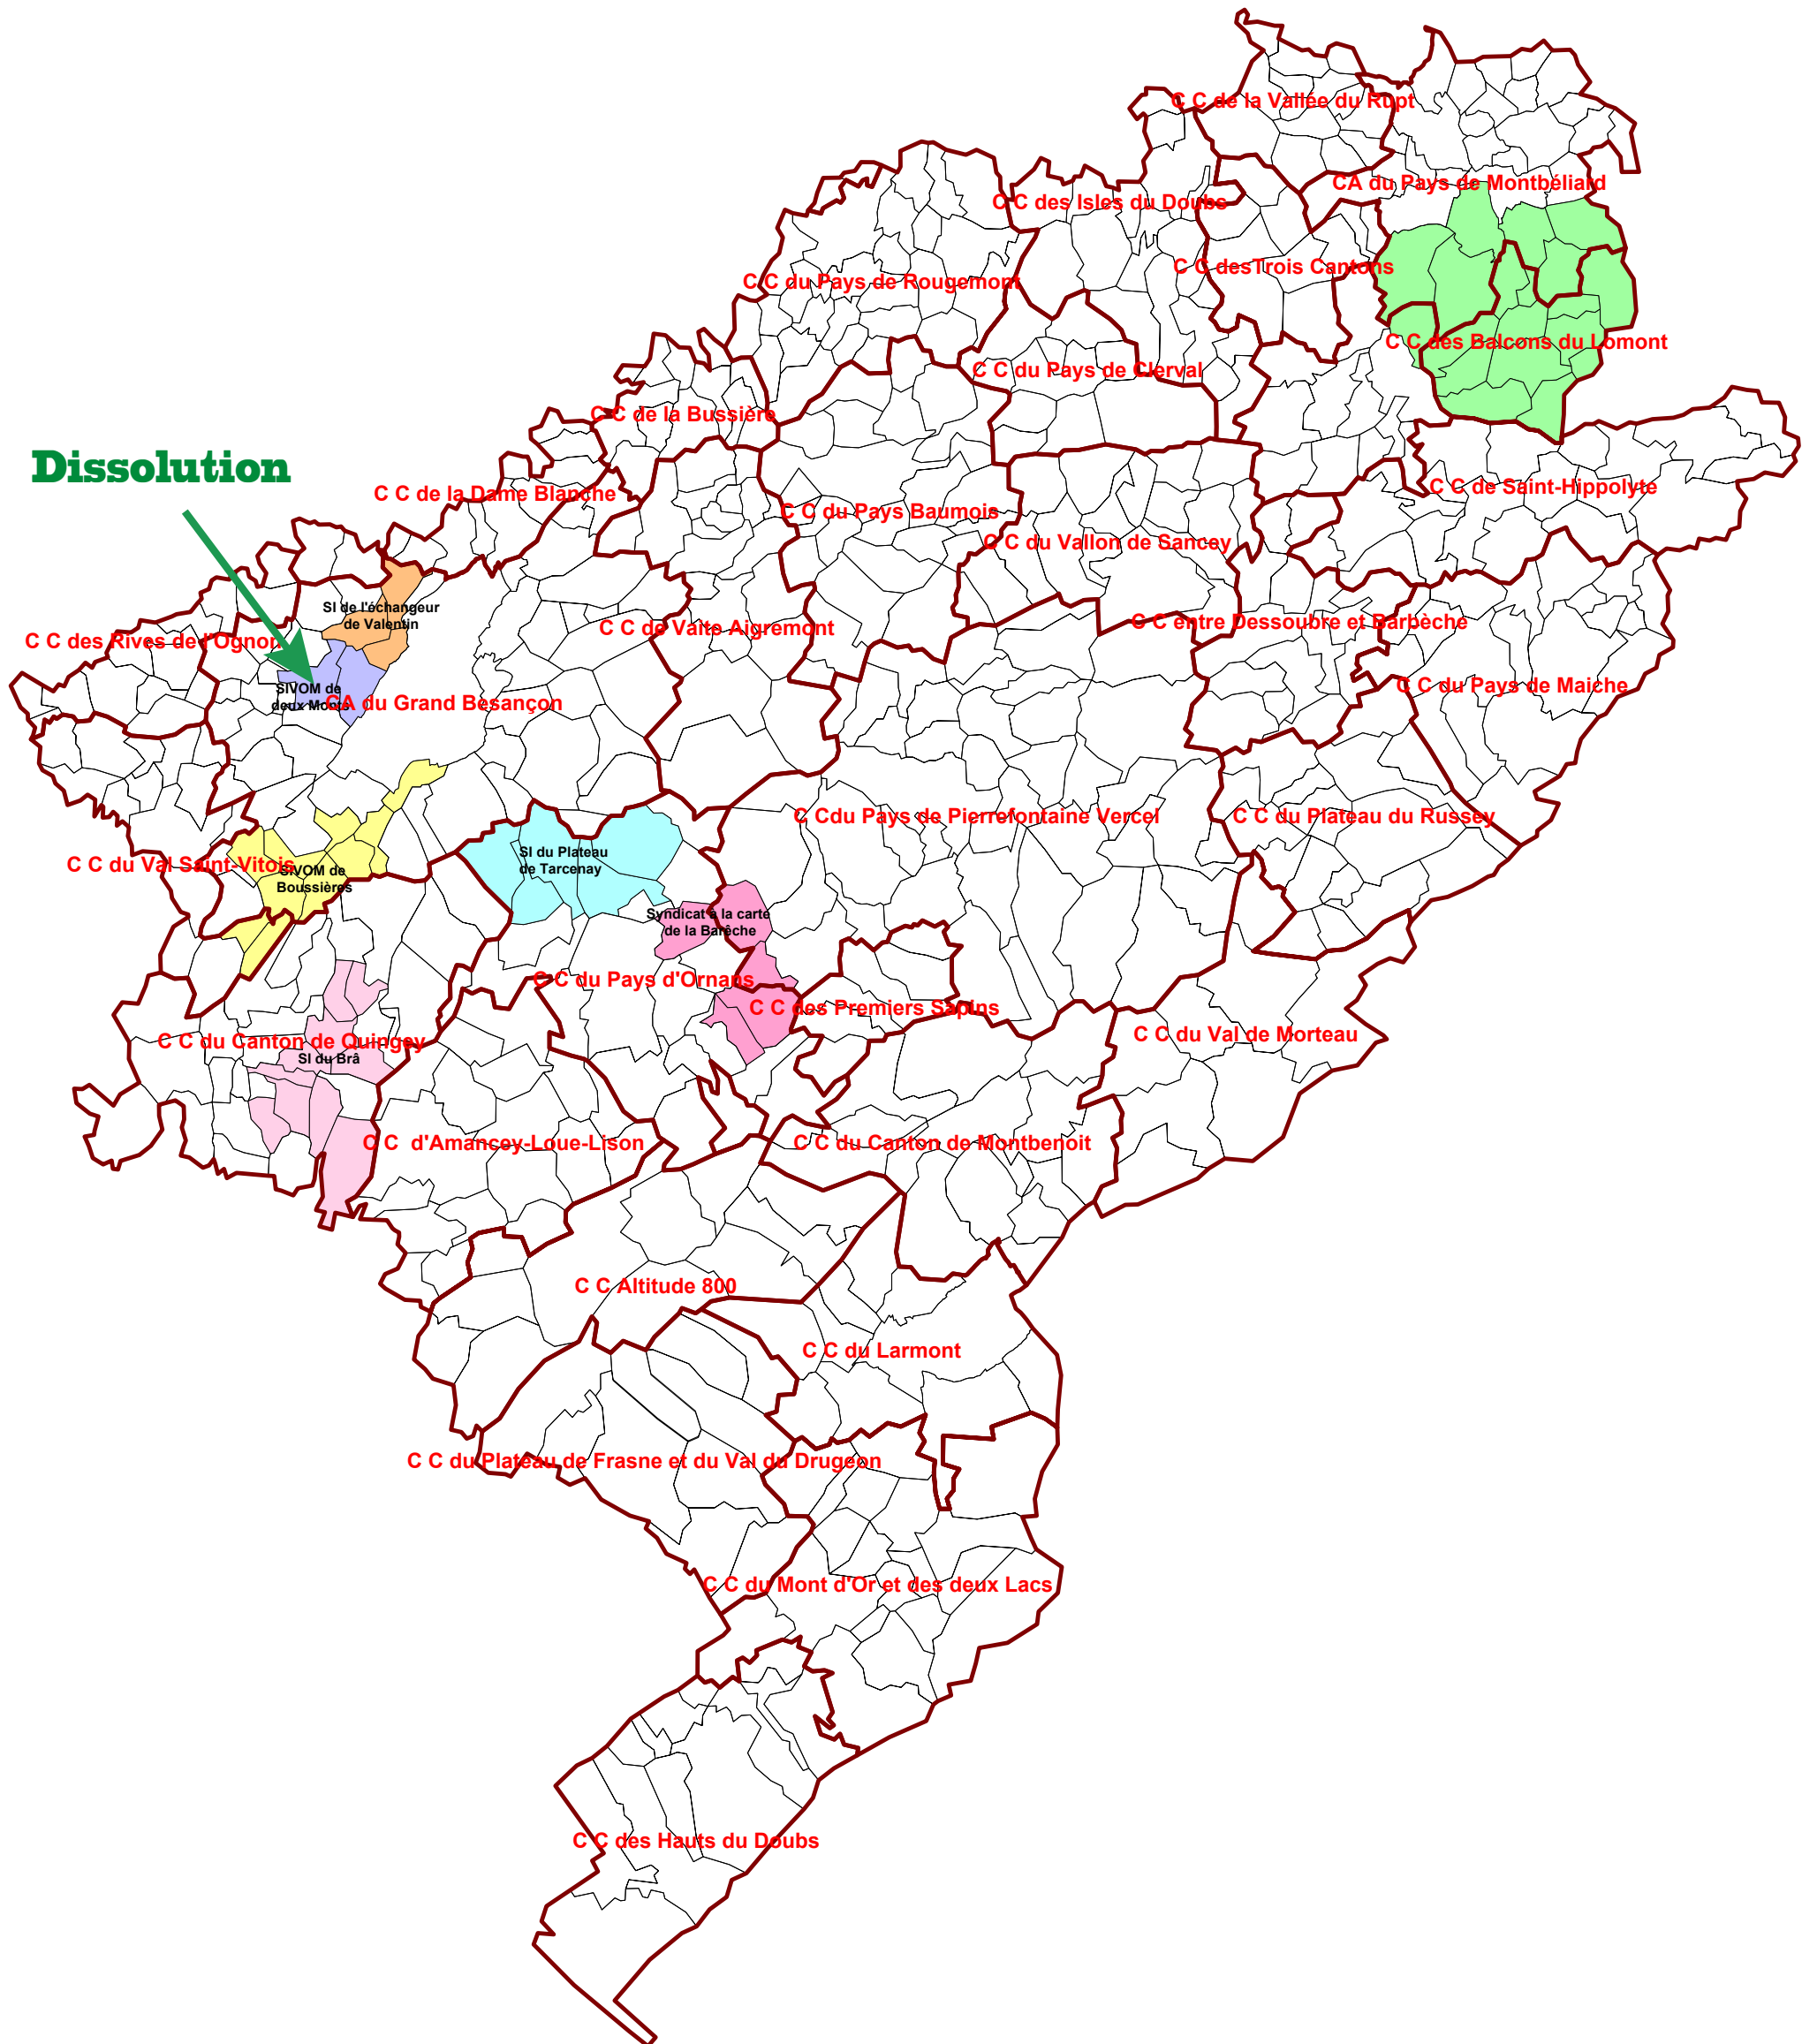 C C de la Vallée du Rupt
CA du Pays de Montbéliard
C C des Isles du Doubs
C C desTrois Cantons
C C du Pays de Rougemont
C C des Balcons du Lomont
C C du Pays de Clerval
C C de la Bussière
Dissolution
C C de la Dame Blanche
C C de Saint-Hippolyte
C C du Pays Baumois
C C du Vallon de Sancey
SI de l'échangeur
de Valentin
C C des Rives de l'Ognon
C C de Vaite Aigremont
C C entre Dessoubre et Barbèche
SIVOM de
deux Monts
CA du Grand Besançon
C C du Pays de Maiche
C Cdu Pays de Pierrefontaine Vercel
C C du Plateau du Russey
C C du Val Saint-Vitois
SIVOM de
Boussières
SI du Plateau
de Tarcenay
Syndicat à la carte
de la Barêche
C C du Pays d'Ornans
C C des Premiers Sapins
C C du Val de Morteau
C C du Canton de Quingey
SI du Brâ
C C  d'Amancey-Loue-Lison
C C du Canton de Montbenoit
C C Altitude 800
C C du Larmont
C C du Plateau de Frasne et du Val du Drugeon
C C du Mont d'Or et des deux Lacs
C C des Hauts du Doubs